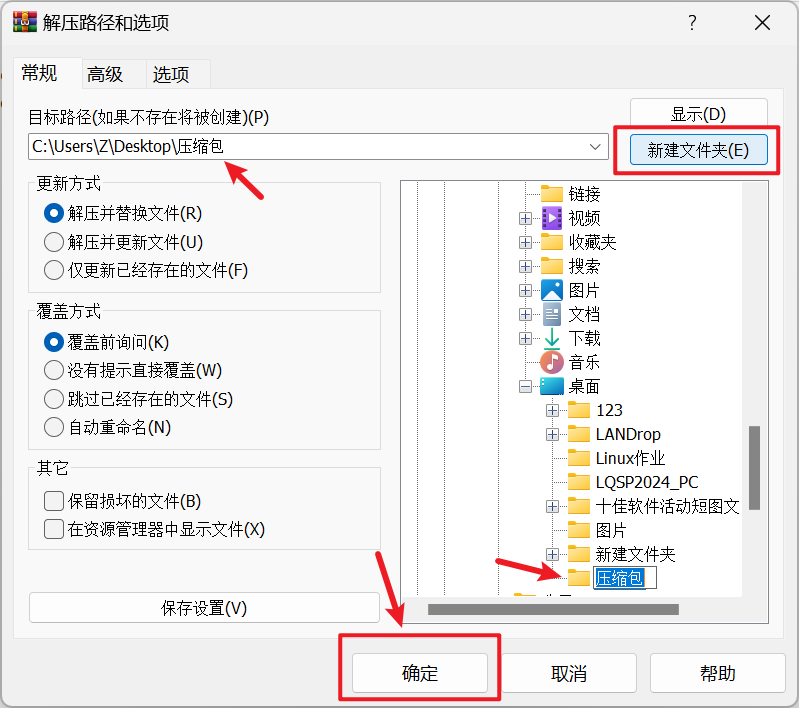 解压路径和选项
?
常规
高级
选项
目标路径(如果不存在将被创建)(P)
C:\Users\Z\Desktop\压缩包
显示(D)
新建文件夹(E)
更新方式
解压并替换文件(R)
解压并更新文件(U)
仅更新已经存在的文件(F)
覆盖方式
覆盖前询问(K)
没有提示直接覆盖(W)
跳过已经存在的文件(S)
自动重命名(N)
其它
保留损坏的文件(B)
在资源管理器中显示文件(X)
保存设置(V)
链接
视频
收藏夹
搜索
图片
文档
下载
音乐
桌面
123
LANDrop
Linux作业
LQSP2024_PC
十佳软件活动短图文
图片
新建文件夹
压缩包
确定
取消
帮助